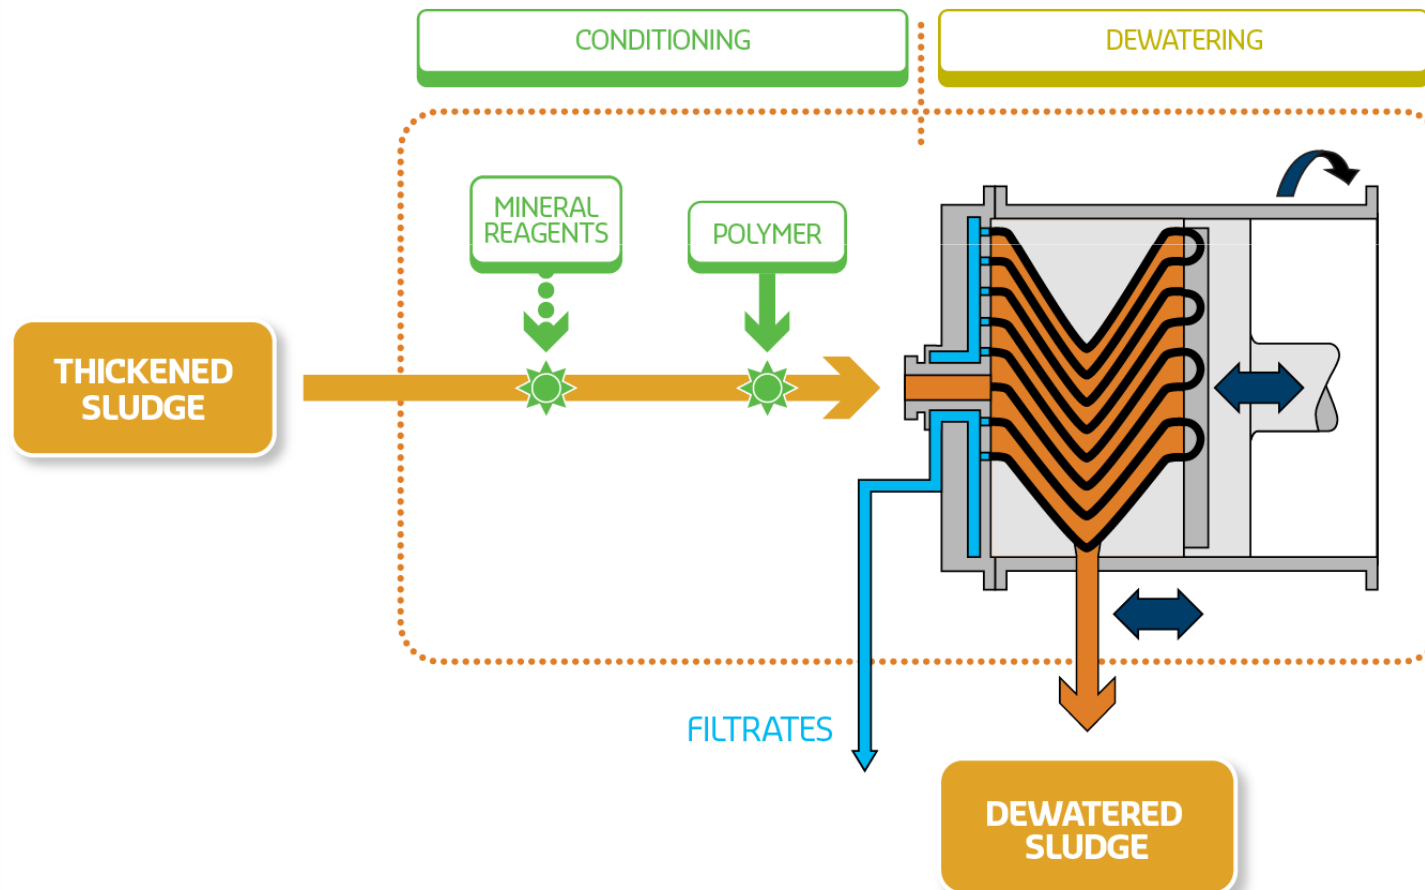 CONDITIONING
DEWATERING
MINERAL
REAGENTS
POLYMER
THICKENED
SLUDGE
FILTRATES
DEWATERED
SLUDGE